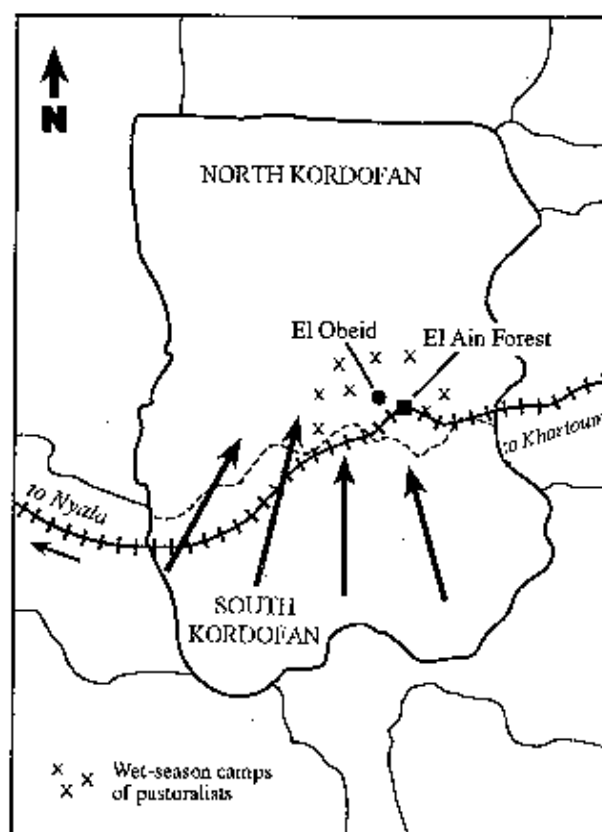 N
NORTH KORDOFAN
El Obeid
El Ain Forest
to Khartoum
to Nyala
SOUTH
KORDOFAN
Wet-season camps
of pastoralists